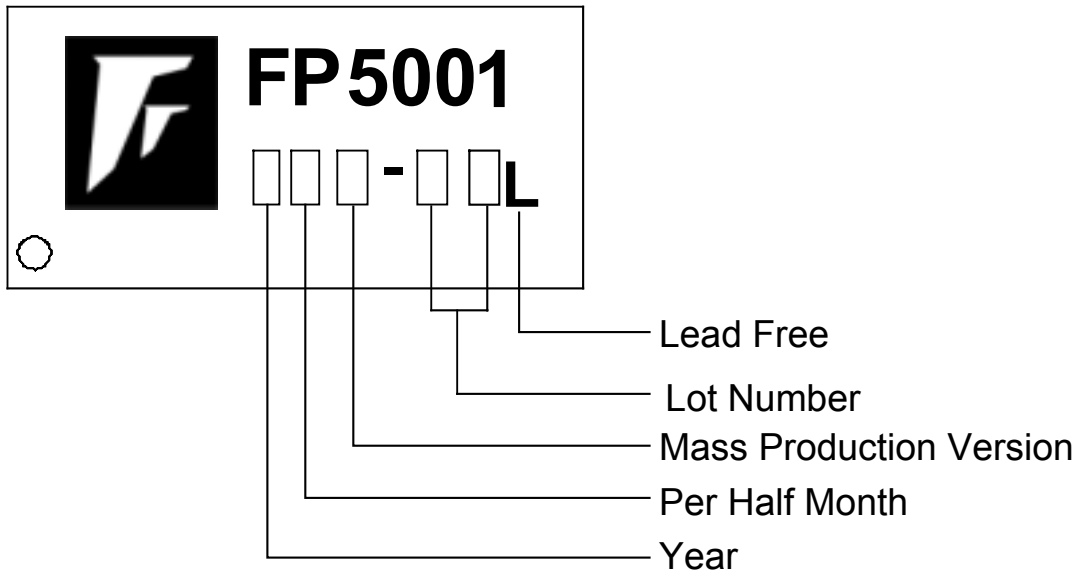 FP5001
- L
Lead Free
Lot Number
Mass Production Version
Per Half Month
Year